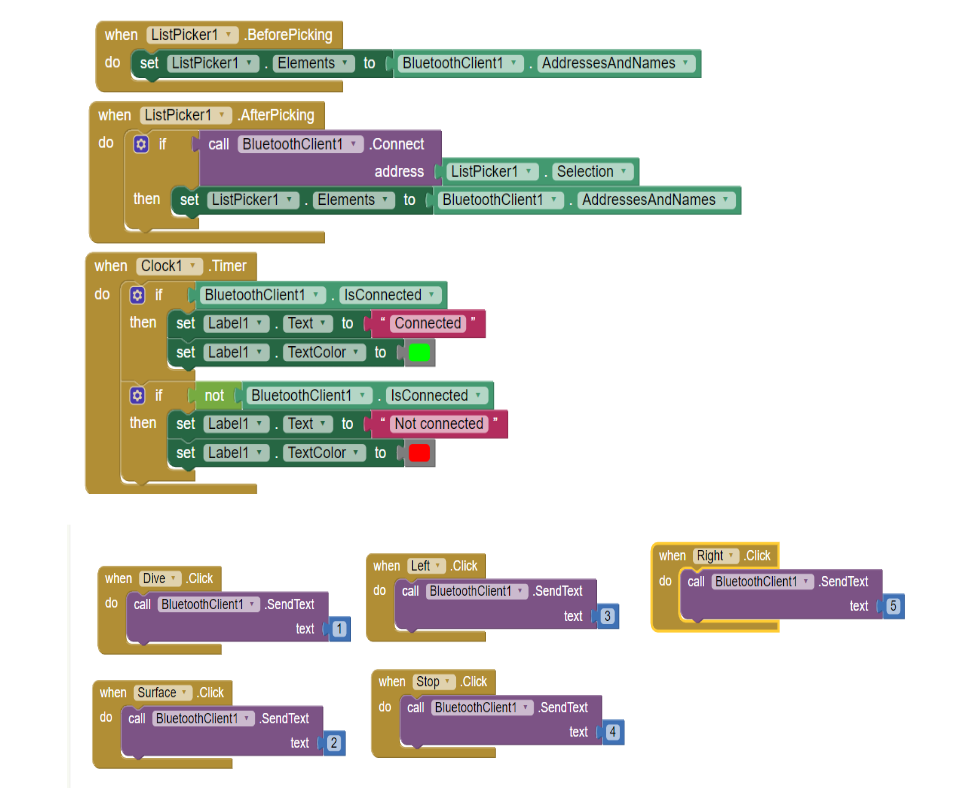 when ListPicker1 .BeforePicking
do set ListPicker1 . Elements to BluetoothClient1 . AddressesAndNames
when ListPicker1 .AfterPicking
do if call BluetoothClient1 .Connect
address ListPicker1 . Selection
then set ListPicker1 . Elements to BluetoothClient1 . AddressesAndNames
when Clock1 .Timer
do if BluetoothClient1 . IsConnected
then set Label1 . Text to " Connected "
set Label1 . TextColor to
if not BluetoothClient1 . IsConnected
then set Label1 . Text to " Not connected "
set Label1 . TextColor to
when Dive .Click
do call BluetoothClient1 .SendText
text 1
when Left .Click
do call BluetoothClient1 .SendText
text 3
when Right .Click
do call BluetoothClient1 .SendText
text 5
when Surface .Click
do call BluetoothClient1 .SendText
text 2
when Stop .Click
do call BluetoothClient1 .SendText
text 4